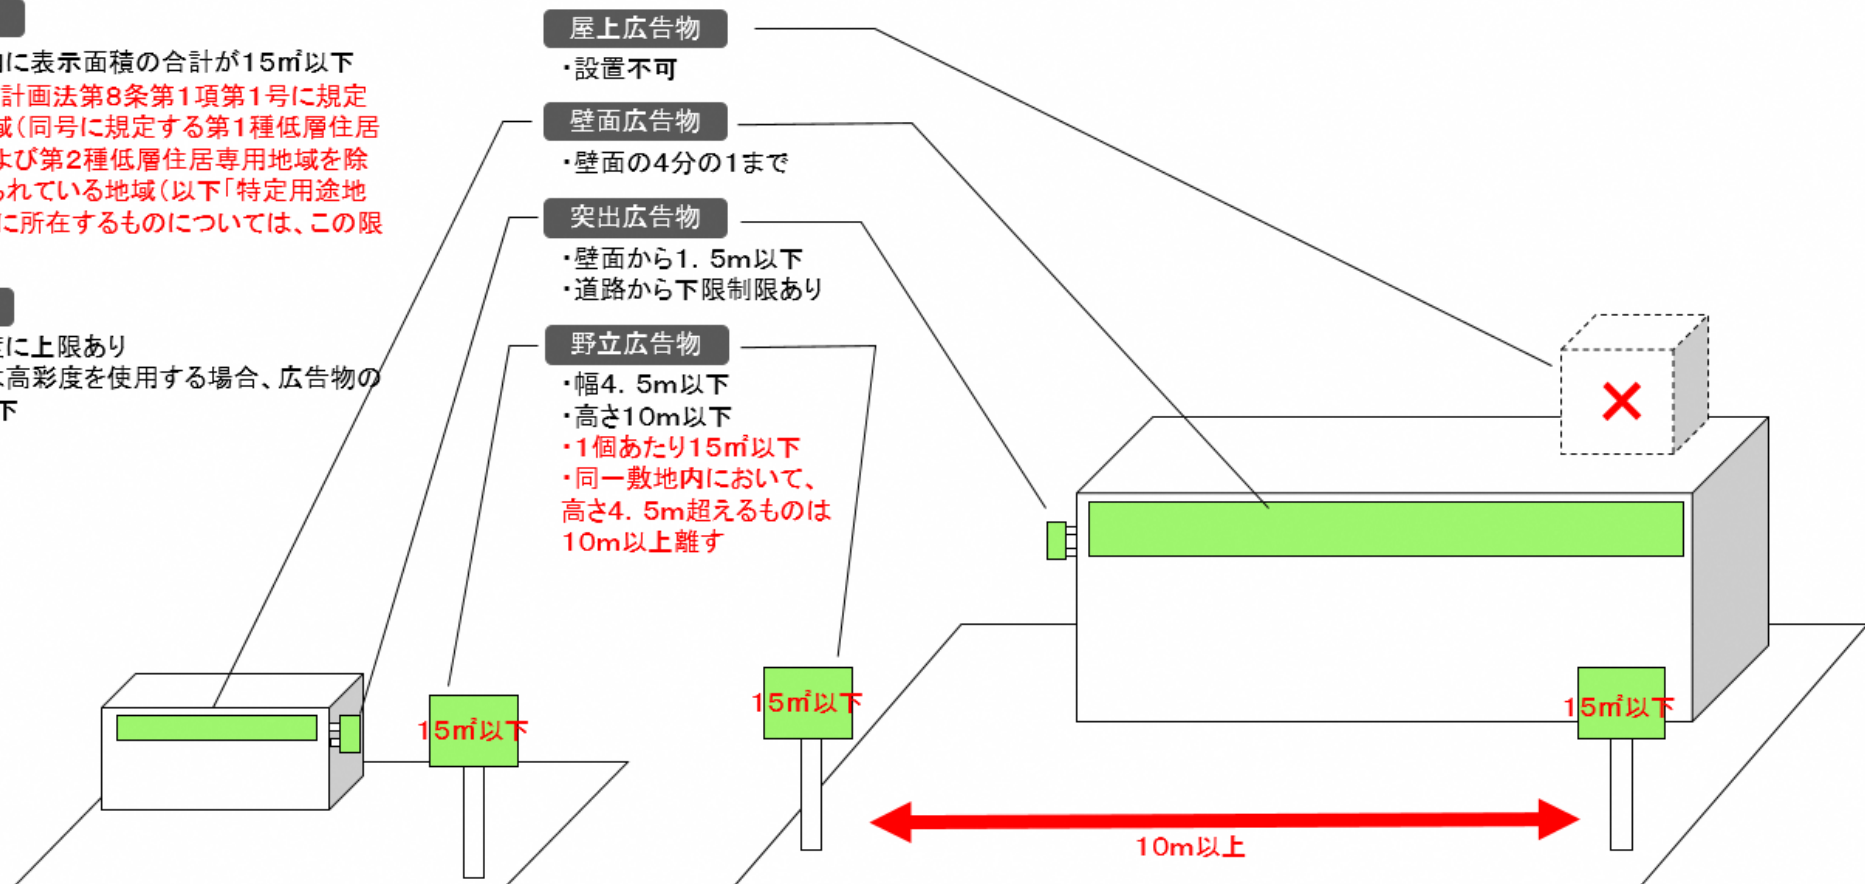 に表示面積の合計が15㎡以下
計画法第8条第1項第1号に規定
域(同号に規定する第1種低層住居
よび第2種低層住居専用地域を除
られている地域(以下「特定用途地
に所在するものについては、この限
度に上限あり
は高彩度を使用する場合、広告物の
下
屋上広告物
・設置不可
壁面広告物
・壁面の4分の1まで
突出広告物
・壁面から1.5m以下
・道路から下限制限あり
野立広告物
・幅4.5m以下
・高さ10m以下
・1個あたり15㎡以下
・同一敷地内において、
高さ4.5m超えるものは
10m以上離す
15㎡以下
15㎡以下
15㎡以下
10m以上